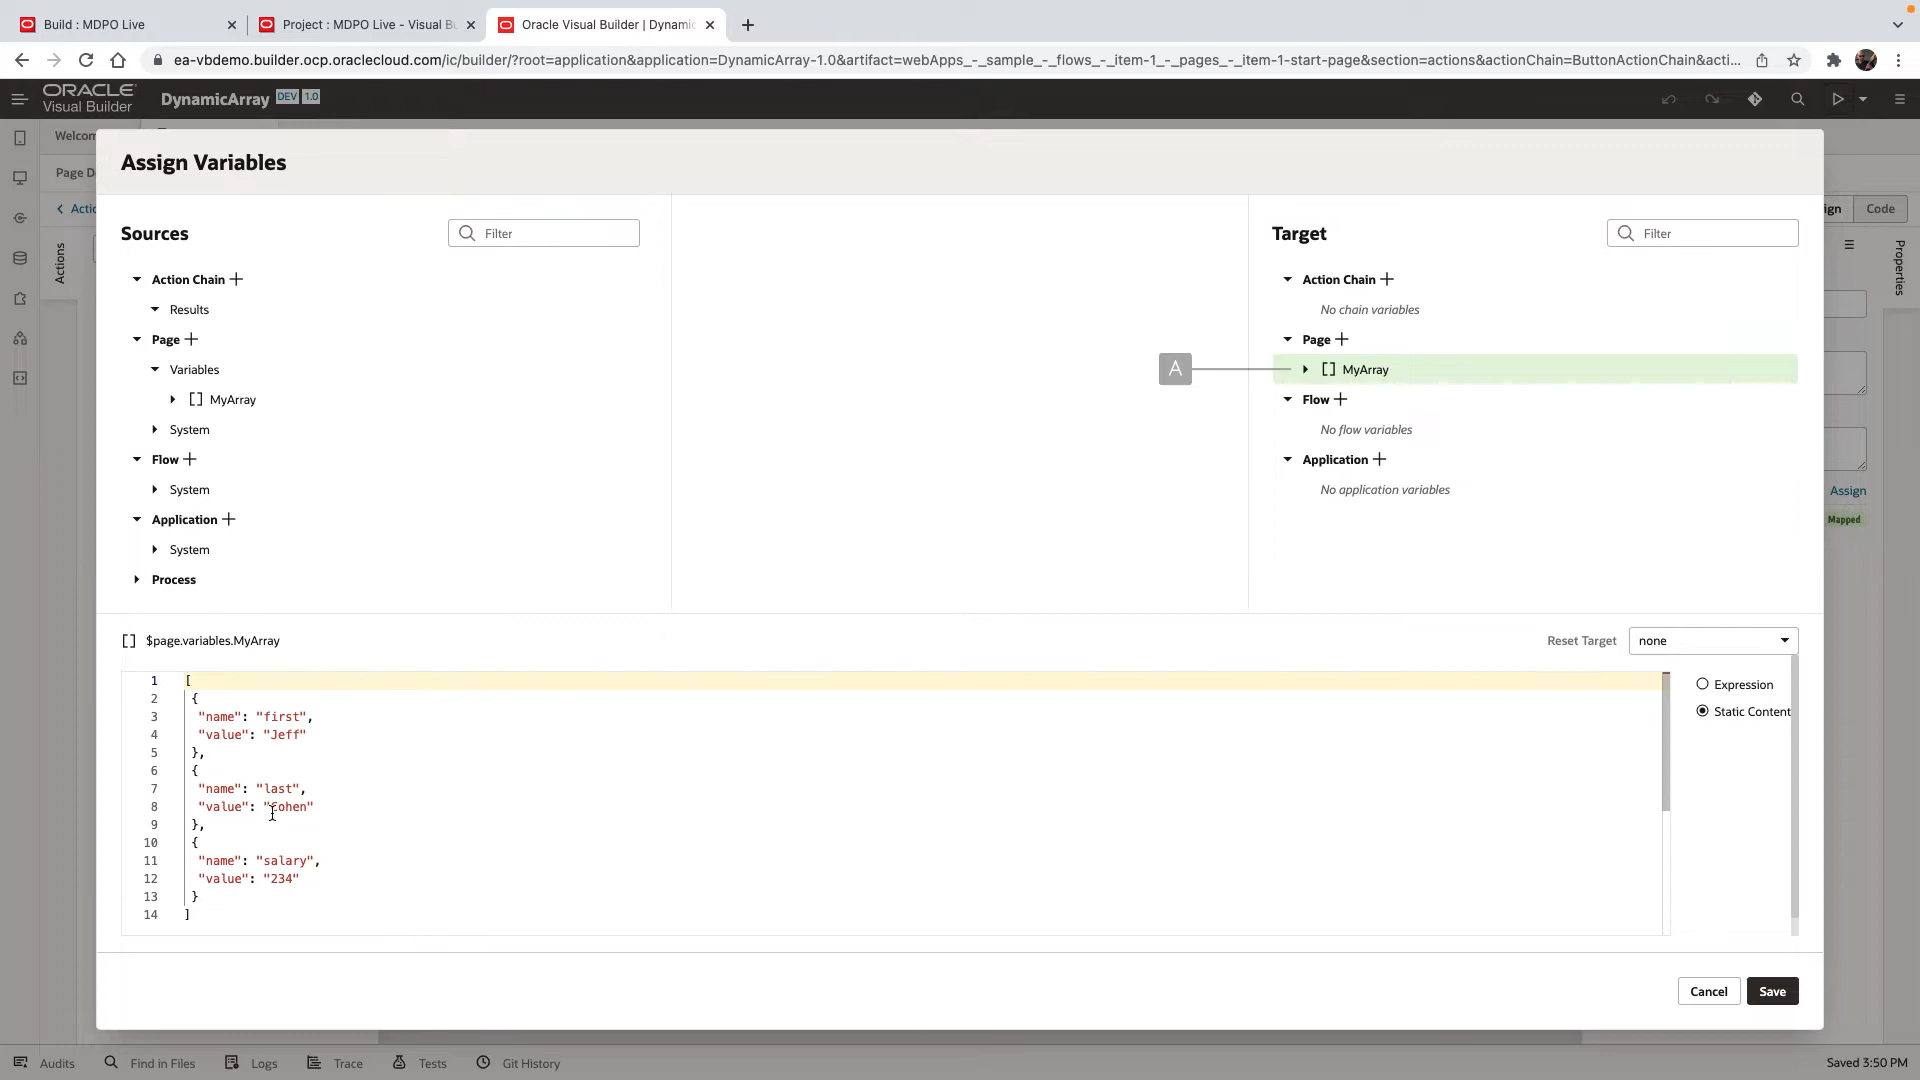 Build : MDPO Live
Project : MDPO Live - Visual Bu
Oracle Visual Builder | Dynamic
ea-vbdemo.builder.ocp.oraclecloud.com/ic/builder/?root=application&application=DynamicArray-1.0&artifact=webApps_-_sample_-_flows_-_item-1_-_pages_-_item-1-start-page&section=actions&actionChain=ButtonActionChain&acti...
ORACLE
Visual Builder
DynamicArray DEV 1.0
Welcom
Page D
Actio
Actions
ign
Code
Properties
Assign
Mapped
Assign Variables
Sources
Filter
Action Chain
Results
Page
Variables
[] MyArray
System
Flow
System
Application
System
Process
A
Target
Filter
Action Chain
No chain variables
Page
[] MyArray
Flow
No flow variables
Application
No application variables
[] $page.variables.MyArray
Reset Target
none
1 [
2 {
3 "name": "first",
4 "value": "Jeff"
5 },
6 {
7 "name": "last",
8 "value": "Cohen"
9 },
10 {
11 "name": "salary",
12 "value": "234"
13 }
14 ]
Expression
Static Content
Cancel
Save
Audits
Find in Files
Logs
Trace
Tests
Git History
Saved 3:50 PM